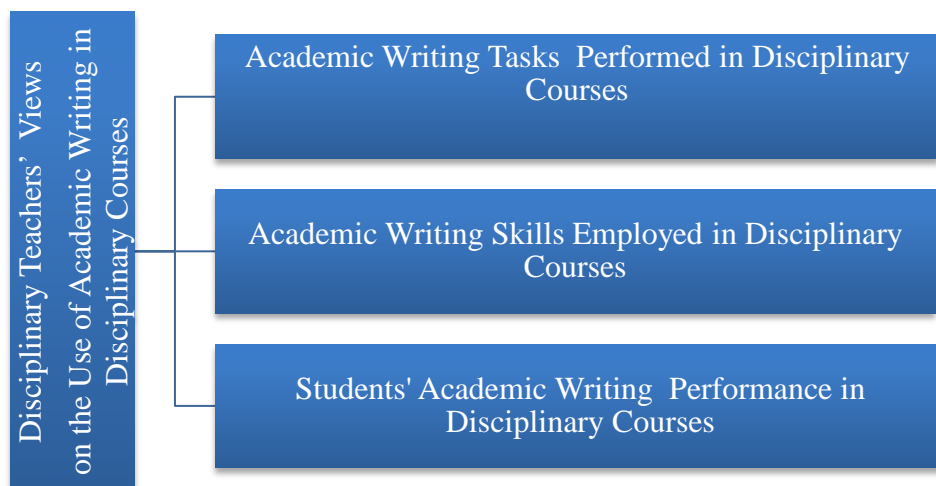 Disciplinary Teachers' Views
on the Use of Academic Writing in
Disciplinary Courses
Academic Writing Tasks Performed in Disciplinary
Courses
Academic Writing Skills Employed in Disciplinary
Courses
Students' Academic Writing Performance in
Disciplinary Courses